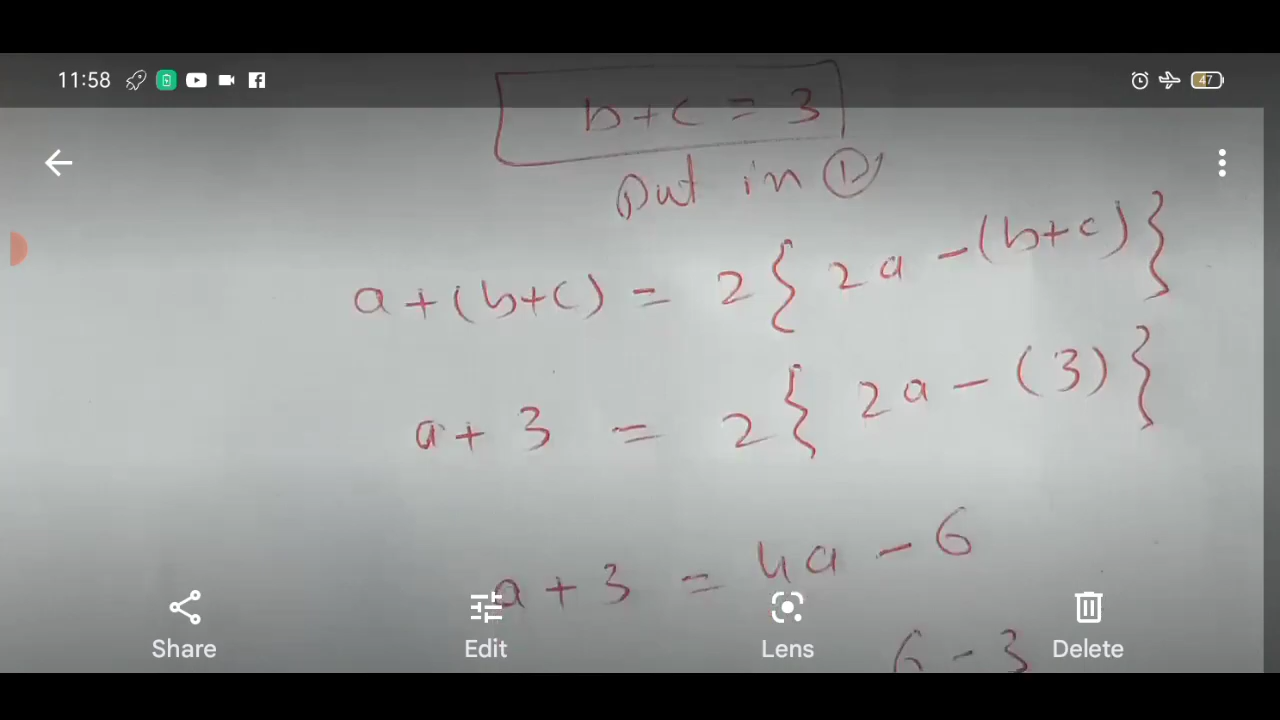 11:58 47
b+c = 3
Put in ①
a+(b+c) = 2{ 2a -(b+c)}
a+ 3 = 2{ 2a - (3)}
a + 3 = 4a - 6
6 - 3
Share Edit Lens Delete